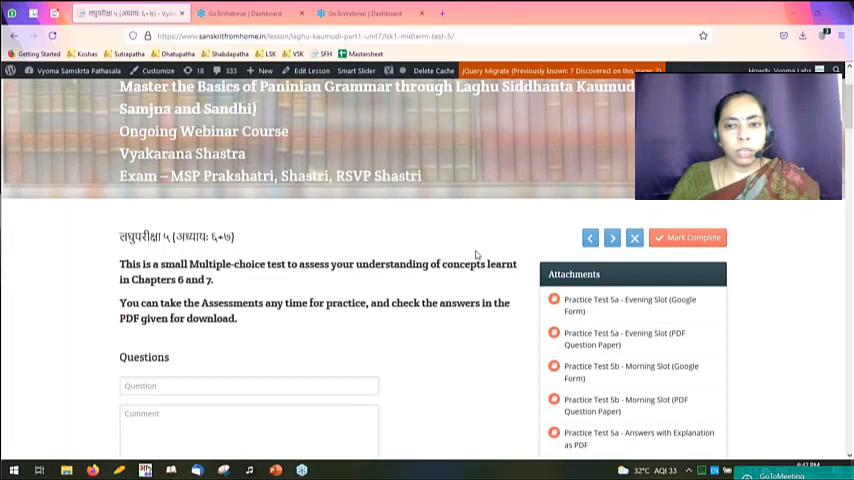 लघुपरीक्षा ५ (अध्यायः ६+७) - Vyom
GoToWebinar | Dashboard
GoToWebinar | Dashboard
https://www.sanskritfromhome.in/lesson/laghu-kaumudi-part1-unit7/lsk1-midterm-test-5/
Getting Started
Koshas
Sutrapatha
Dhatupatha
Shabdapatha
LSK
VSK
SFH
Mastersheet
Vyoma Samskrta Pathasala
Customize
18
333
New
Edit Lesson
Smart Slider
Delete Cache
jQuery Migrate (Previously known: 7 Discovered on this page: 7)
Howdy, Vyoma Labs
Master the Basics of Paninian Grammar through Laghu Siddhanta Kaumud
Samjna and Sandhi)
Ongoing Webinar Course
Vyakarana Shastra
Exam – MSP Prakshatri, Shastri, RSVP Shastri
लघुपरीक्षा ५ (अध्यायः ६+७)
Mark Complete
This is a small Multiple-choice test to assess your understanding of concepts learnt
in Chapters 6 and 7.
You can take the Assessments any time for practice, and check the answers in the
PDF given for download.
Questions
Question
Comment
Attachments
Practice Test 5a - Evening Slot (Google
Form)
Practice Test 5a - Evening Slot (PDF
Question Paper)
Practice Test 5b - Morning Slot (Google
Form)
Practice Test 5b - Morning Slot (PDF
Question Paper)
Practice Test 5a - Answers with Explanation
as PDF
32°C AQI 33
GoToMeeting